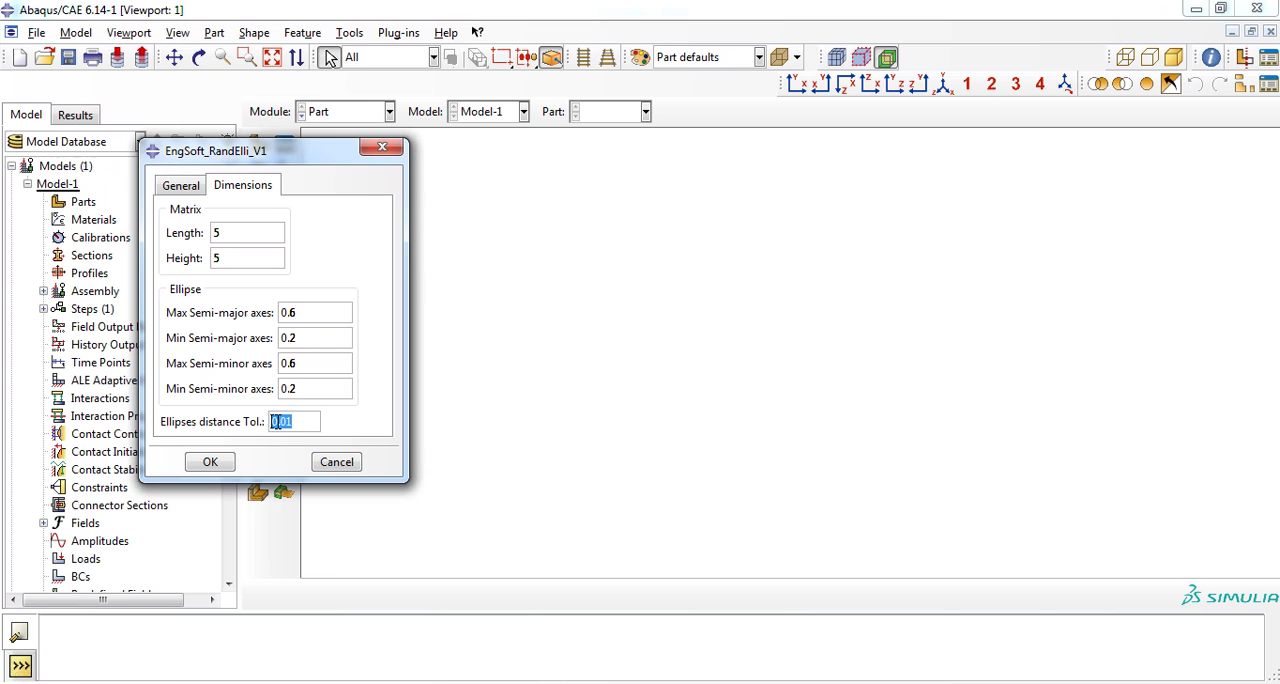 Abaqus/CAE 6.14-1 [Viewport: 1]
File Model Viewport View Part Shape Feature Tools Plug-ins Help
All Part defaults
1 2 3 4
Model Results Module: Part Model: Model-1 Part:
Model Database
Models (1)
Model-1
Parts
Materials
Calibrations
Sections
Profiles
Assembly
Steps (1)
Field Output
History Output
Time Points
ALE Adaptive
Interactions
Interaction Pr
Contact Cont
Contact Initia
Contact Stabi
Constraints
Connector Sections
Fields
Amplitudes
Loads
BCs
EngSoft_RandElli_V1
General Dimensions
Matrix
Length: 5
Height: 5
Ellipse
Max Semi-major axes: 0.6
Min Semi-major axes: 0.2
Max Semi-minor axes 0.6
Min Semi-minor axes: 0.2
Ellipses distance Tol.: 0.01
OK Cancel
SIMULIA
>>>